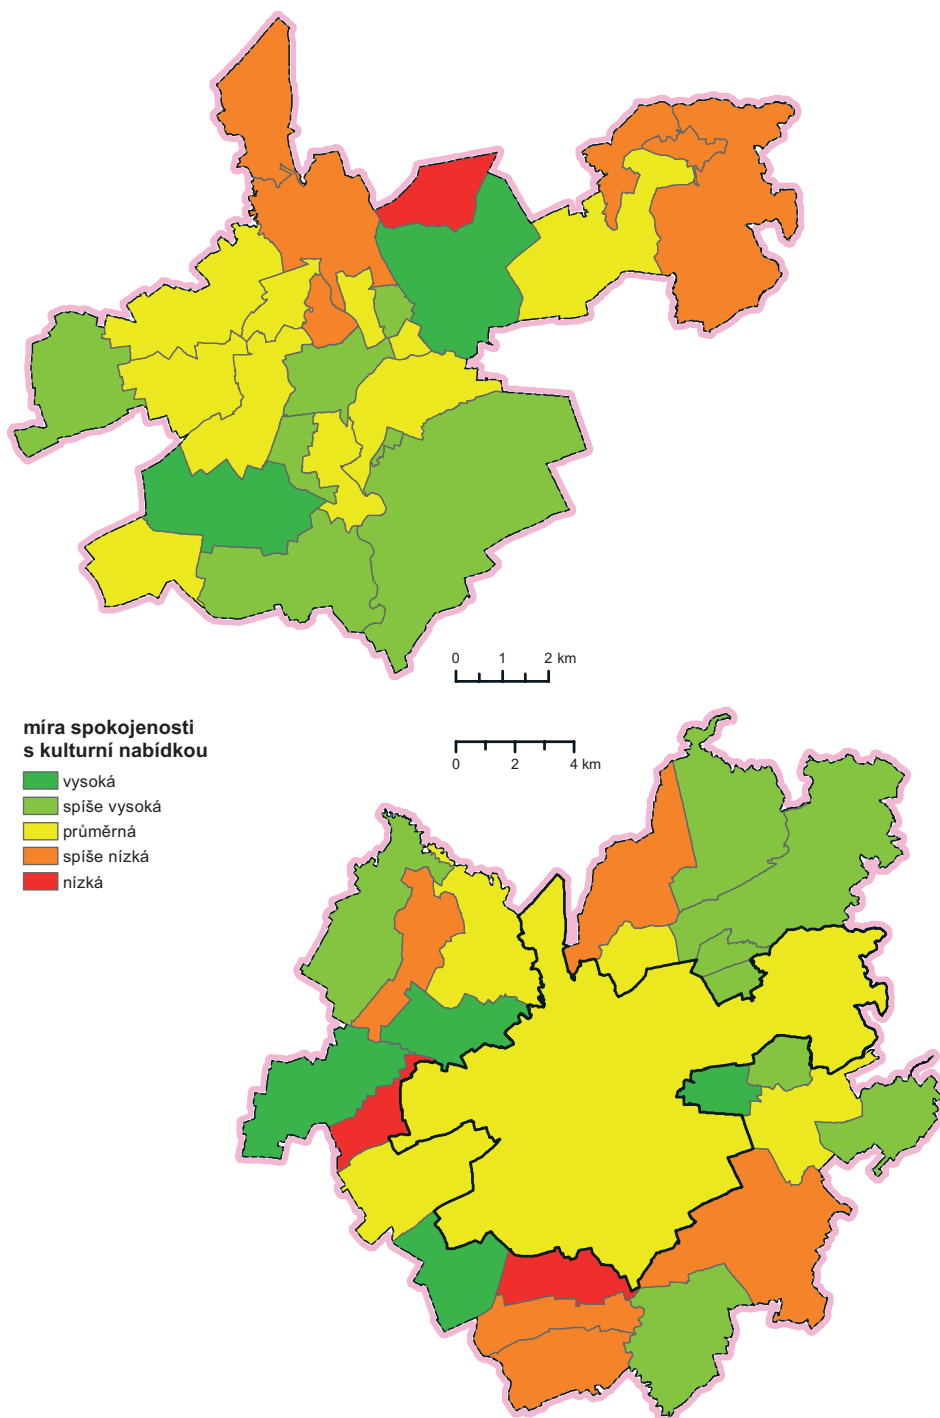 0 1 2 km
míra spokojenosti
s kulturní nabídkou
vysoká
spíše vysoká
průměrná
spíše nízká
nízká
0 2 4 km